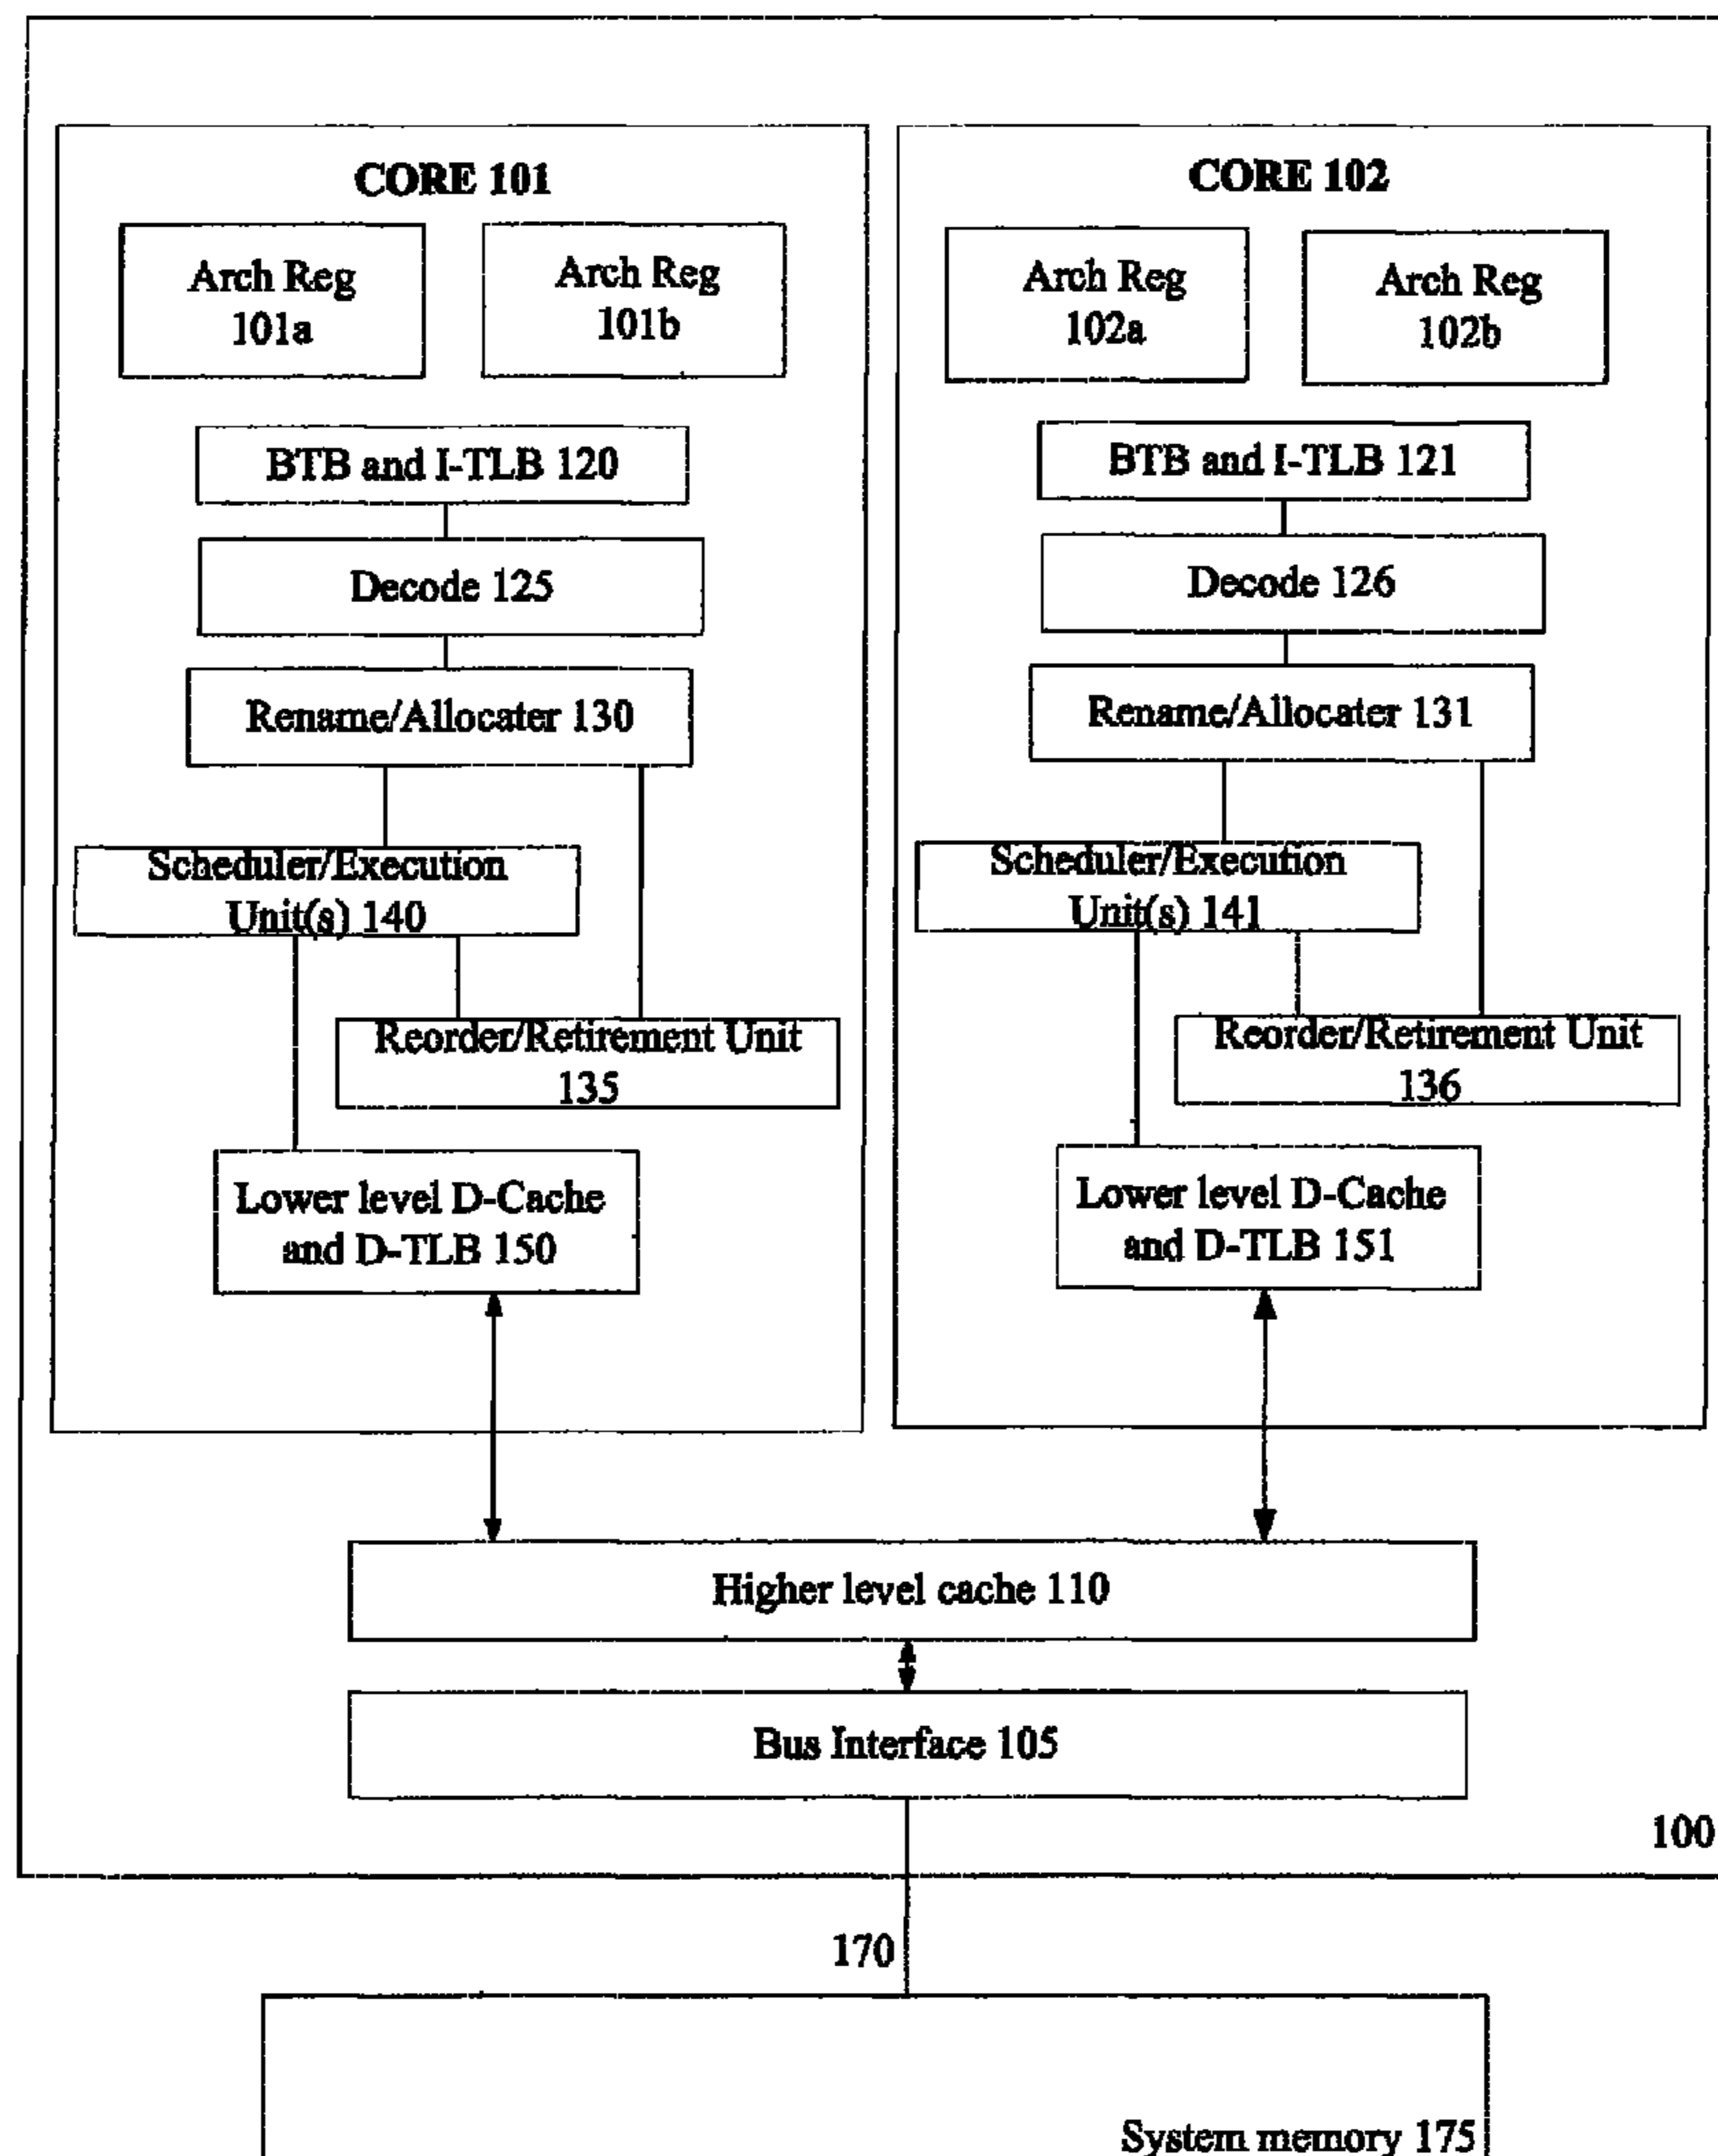 CORE 101
Arch Reg
101a
Arch Reg
101b
BTB and I-TLB 120
Decode 125
Rename/Allocater 130
Scheduler/Execution
Unit(s) 140
Reorder/Retirement Unit
135
Lower level D-Cache
and D-TLB 150
CORE 102
Arch Reg
102a
Arch Reg
102b
BTB and I-TLB 121
Decode 126
Rename/Allocater 131
Scheduler/Execution
Unit(s) 141
Reorder/Retirement Unit
136
Lower level D-Cache
and D-TLB 151
Higher level cache 110
Bus Interface 105
100
170
System memory 175